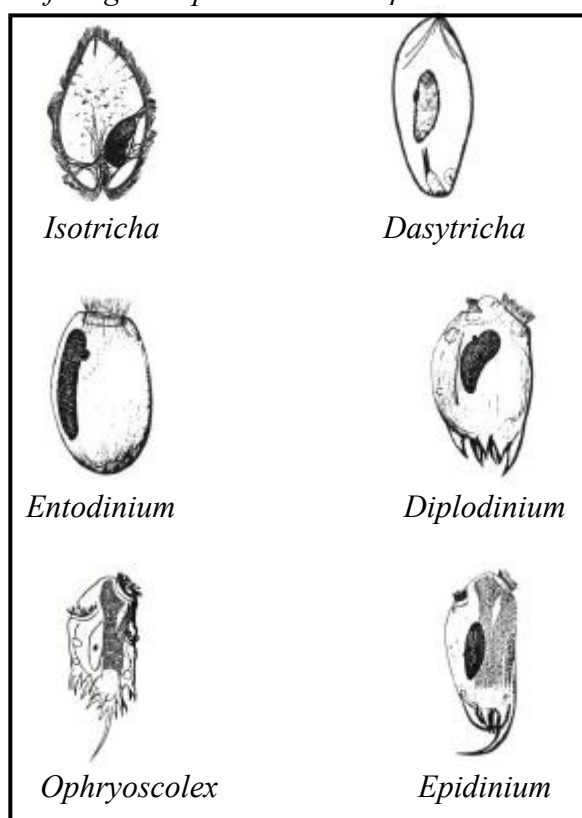 Isotricha
Dasytricha
Entodinium
Diplodinium
Ophryoscolex
Epidinium